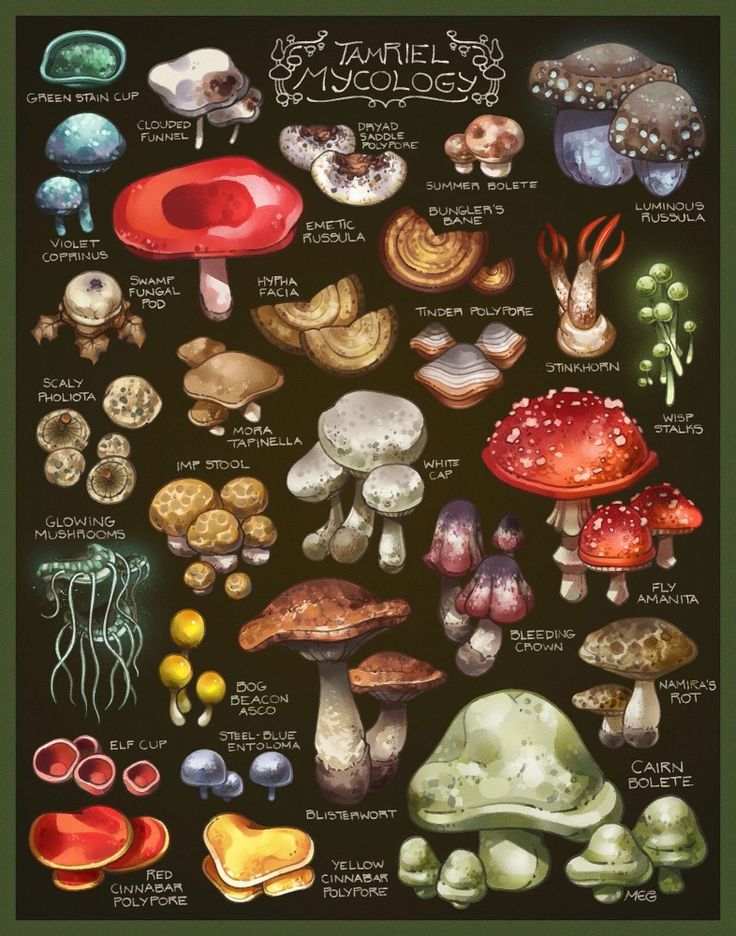 TAMRIEL
MYCOLOGY
GREEN STAIN CUP
CLOUDED
FUNNEL
DRYAD
SADDLE
POLYPORE
SUMMER BOLETE
LUMINOUS
RUSSULA
VIOLET
COPRINUS
EMETIC
RUSSULA
BUNGLER'S
BANE
SWAMP
FUNGAL
POD
HYPHA
FACIA
TINDER POLYPORE
STINKHORN
WISP
STALKS
SCALY
PHOLIOTA
MORA
TAPINELLA
IMP STOOL
WHITE
CAP
GLOWING
MUSHROOMS
FLY
AMANITA
BLEEDING
CROWN
BOG
BEACON
ASCO
NAMIRA'S
ROT
ELF CUP
STEEL-BLUE
ENTOLOMA
BLISTERWORT
CAIRN
BOLETE
RED
CINNABAR
POLYPORE
YELLOW
CINNABAR
POLYPORE
MEG